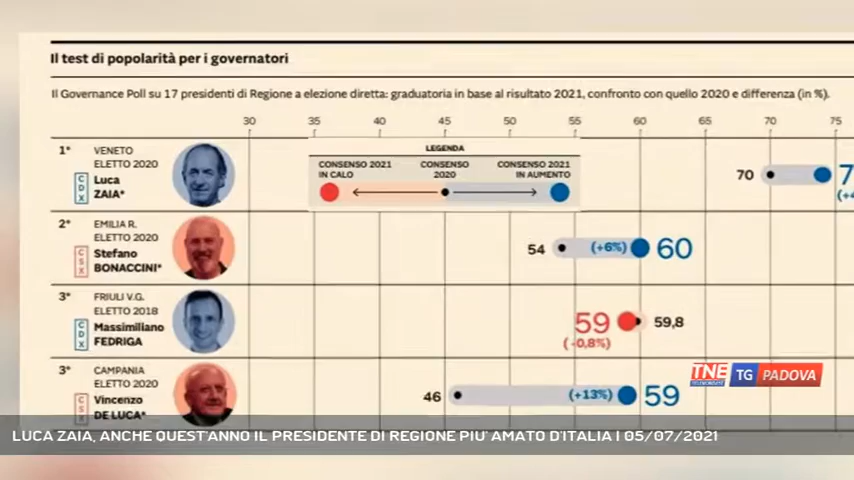 Il test di popolarità per i governatori
Il Governance Poll su 17 presidenti di Regione a elezione diretta: graduatoria in base al risultato 2021, confronto con quello 2020 e differenza (in %).
30 35 40 45 50 55 60 65 70 75
LEGENDA
CONSENSO 2021 IN CALO
CONSENSO 2020
CONSENSO 2021 IN AUMENTO
1°
VENETO
ELETTO 2020
CDX
Luca
ZAIA*
70
2°
EMILIA R.
ELETTO 2020
CSX
Stefano
BONACCINI*
54 (+6%) 60
3°
FRIULI V.G.
ELETTO 2018
CDX
Massimiliano
FEDRIGA
59 59,8
(-0,8%)
3°
CAMPANIA
ELETTO 2020
CSX
Vincenzo
DE LUCA*
46 (+13%) 59
TNE
TELENORDEST
TG PADOVA
LUCA ZAIA, ANCHE QUEST'ANNO IL PRESIDENTE DI REGIONE PIU' AMATO D'ITALIA | 05/07/2021